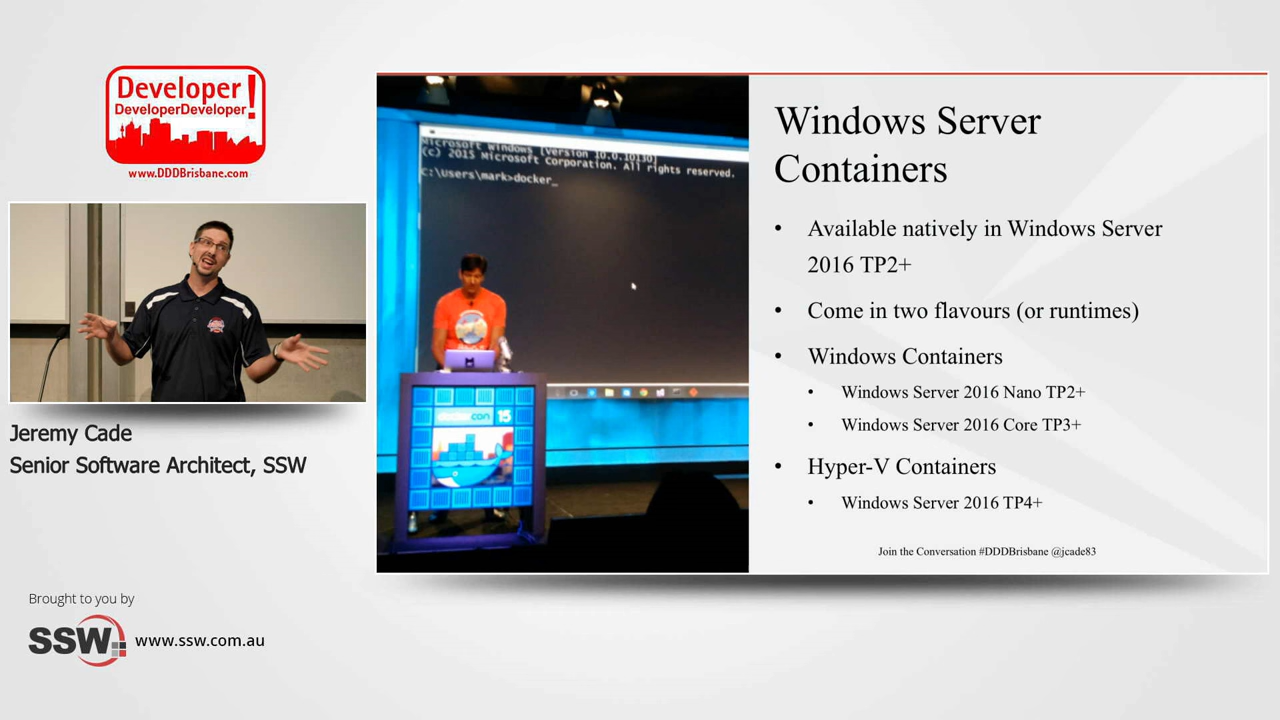 Developer!
DeveloperDeveloper
www.DDDBrisbane.com
Jeremy Cade
Senior Software Architect, SSW
Brought to you by
SSW
www.ssw.com.au
Microsoft Windows [Version 10.0.10130]
(c) 2015 Microsoft Corporation. All rights reserved.
C:\Users\mark>docker_
dockercon 15
Windows Server
Containers
• Available natively in Windows Server
2016 TP2+
• Come in two flavours (or runtimes)
• Windows Containers
• Windows Server 2016 Nano TP2+
• Windows Server 2016 Core TP3+
• Hyper-V Containers
• Windows Server 2016 TP4+
Join the Conversation #DDDBrisbane @jcade83